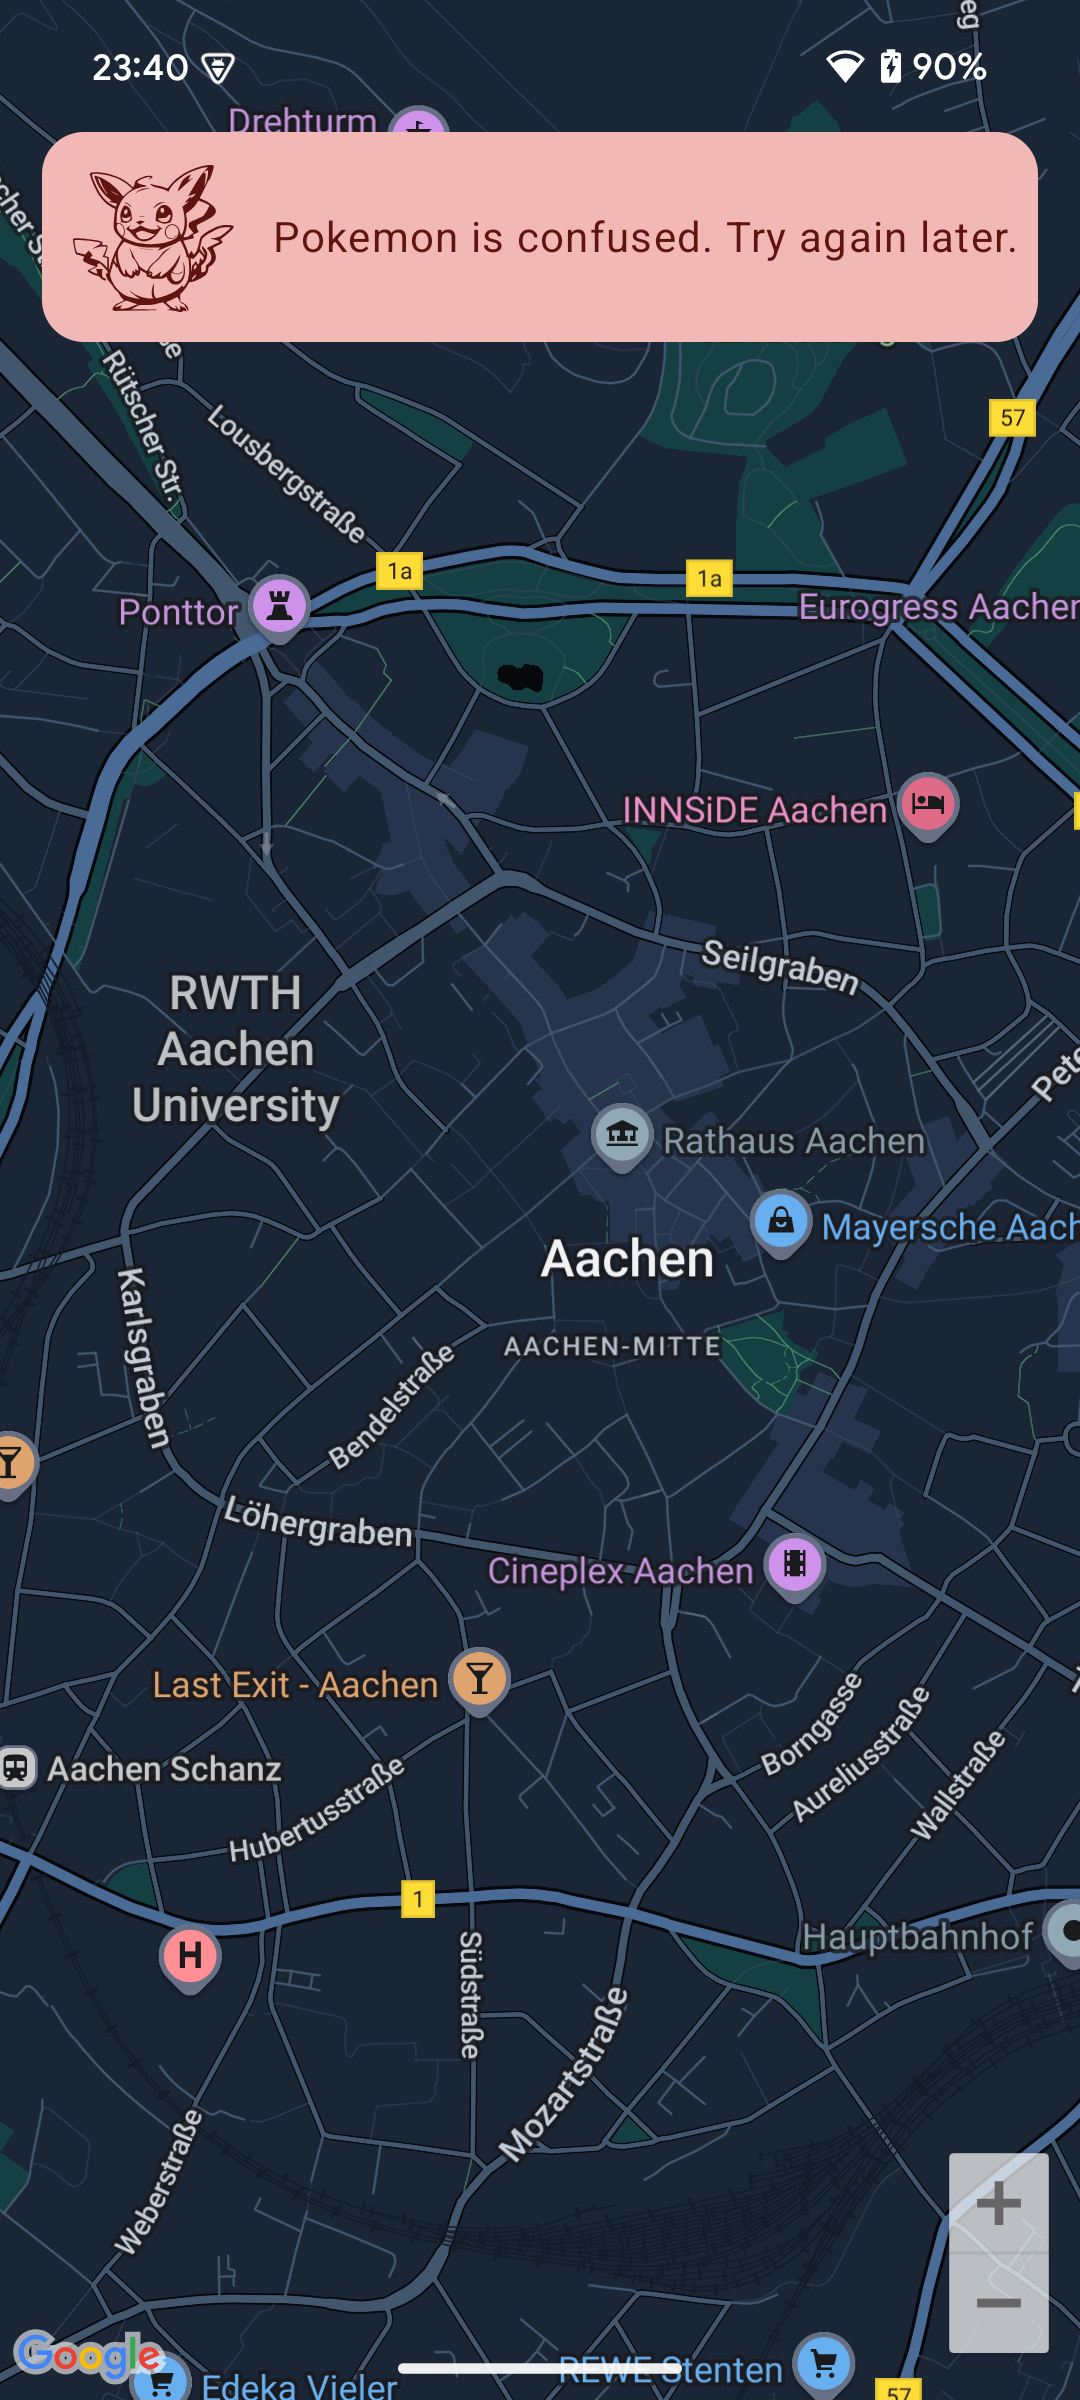 23:40
90%
Drehturm
Pokemon is confused. Try again later.
Rütscher Str.
Lousbergstraße
57
1a
1a
Ponttor
Eurogress Aachen
INNSiDE Aachen
Seilgraben
RWTH
Aachen
University
Rathaus Aachen
Mayersche Aach
Aachen
AACHEN-MITTE
Karlsgraben
Bendelstraße
Löhergraben
Cineplex Aachen
Last Exit - Aachen
Borngasse
Aureliusstraße
Wallstraße
Aachen Schanz
Hubertusstraße
1
H
Hauptbahnhof
Südstraße
Mozartstraße
Weberstraße
Google
Edeka Vieler
REWE Stenten
57